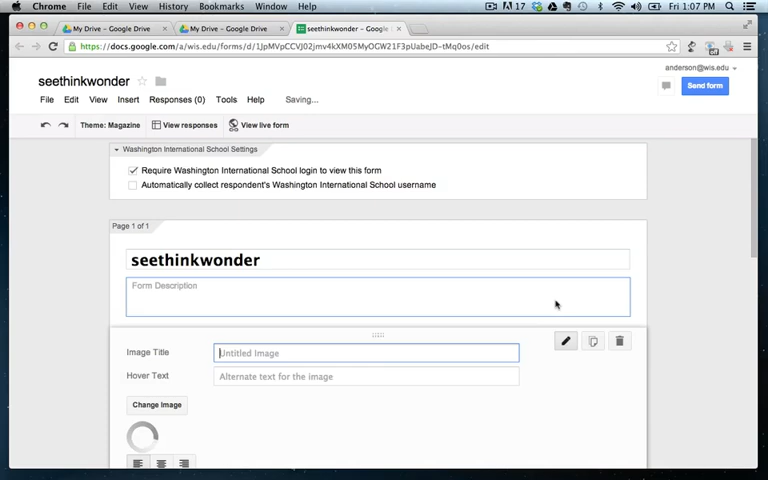 Chrome File Edit View History Bookmarks Window Help 17 Fri 1:07 PM
My Drive – Google Drive My Drive – Google Drive seethinkwonder – Google
https://docs.google.com/a/wis.edu/forms/d/1JpMVpCCVJ02jmv4kXM05MyOGW21F3pUabeJD-tMq0os/edit off
anderson@wis.edu
seethinkwonder
Send form
File Edit View Insert Responses (0) Tools Help Saving...
Theme: Magazine View responses View live form
Washington International School Settings
Require Washington International School login to view this form
Automatically collect respondent's Washington International School username
Page 1 of 1
seethinkwonder
Form Description
Image Title Untitled Image
Hover Text Alternate text for the image
Change Image